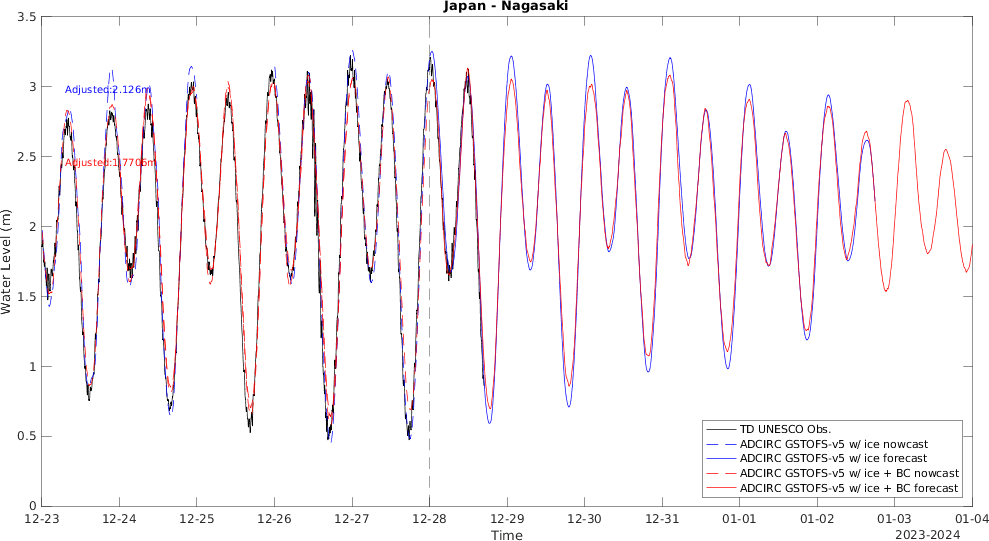 Japan - Nagasaki
Water Level (m)
3.5
3
2.5
2
1.5
1
0.5
0
Adjusted:2.126m
Adjusted:1.7706m
TD UNESCO Obs.
ADCIRC GSTOFS-v5 w/ ice nowcast
ADCIRC GSTOFS-v5 w/ ice forecast
ADCIRC GSTOFS-v5 w/ ice + BC nowcast
ADCIRC GSTOFS-v5 w/ ice + BC forecast
12-23 12-24 12-25 12-26 12-27 12-28 12-29 12-30 12-31 01-01 01-02 01-03 01-04
Time
2023-2024